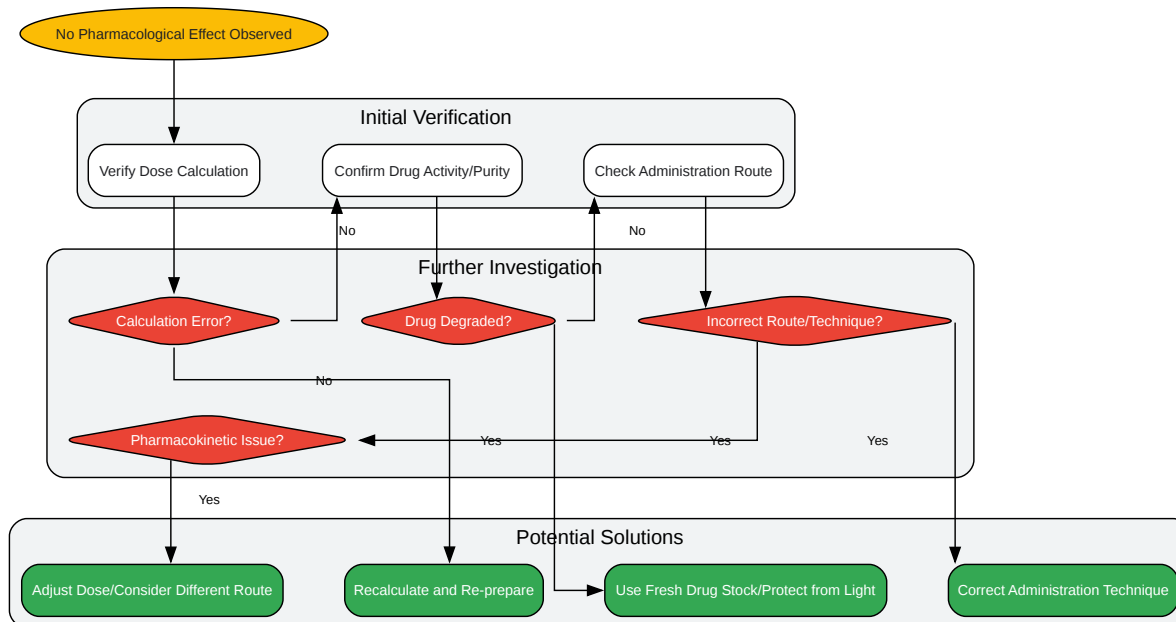 No Pharmacological Effect Observed
Initial Verification
Verify Dose Calculation
Confirm Drug Activity/Purity
Check Administration Route
No
No
Further Investigation
Calculation Error?
Drug Degraded?
Incorrect Route/Technique?
No
Pharmacokinetic Issue?
Yes
Yes
Yes
Yes
Potential Solutions
Adjust Dose/Consider Different Route
Recalculate and Re-prepare
Use Fresh Drug Stock/Protect from Light
Correct Administration Technique